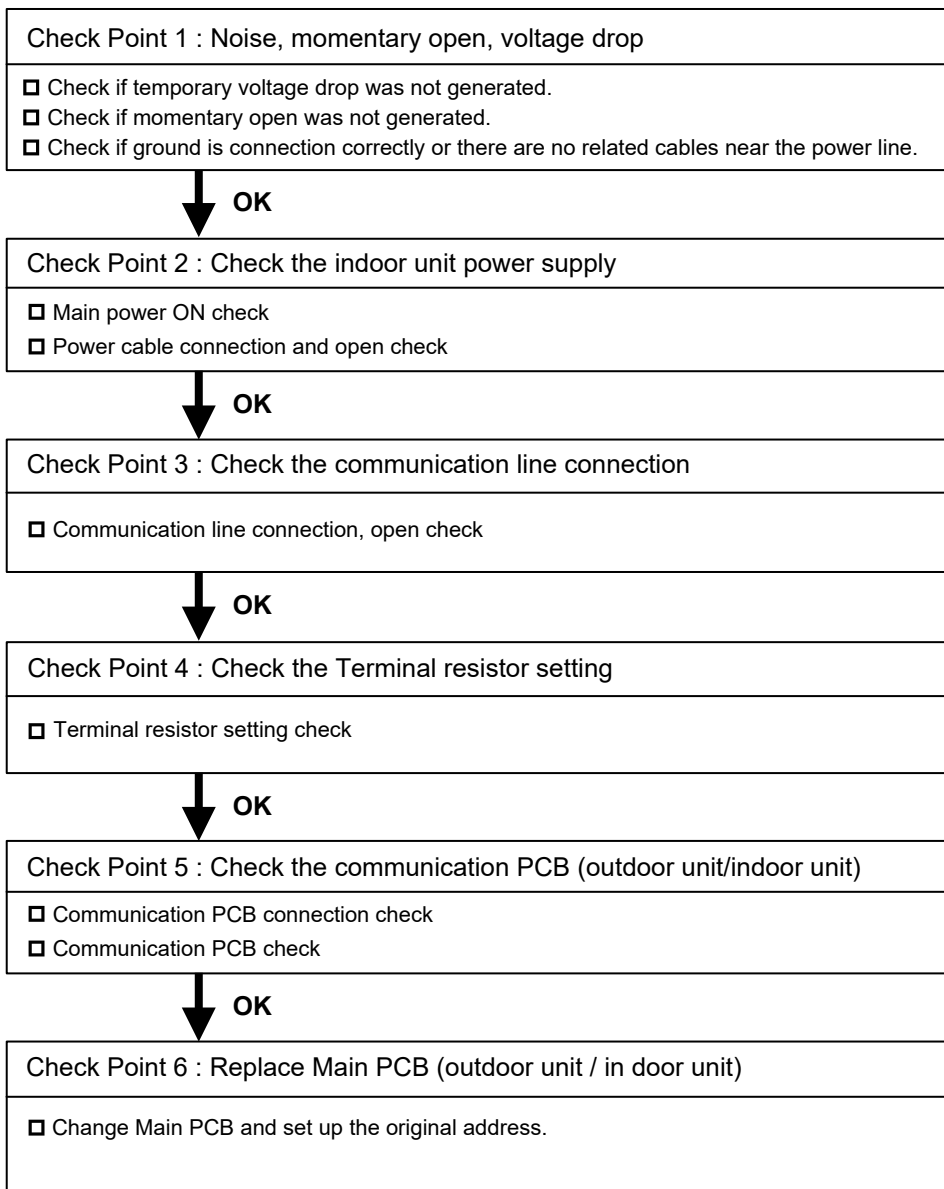 Check Point 1 : Noise, momentary open, voltage drop
Check if temporary voltage drop was not generated.
Check if momentary open was not generated.
Check if ground is connection correctly or there are no related cables near the power line.
OK
Check Point 2 : Check the indoor unit power supply
Main power ON check
Power cable connection and open check
OK
Check Point 3 : Check the communication line connection
Communication line connection, open check
OK
Check Point 4 : Check the Terminal resistor setting
Terminal resistor setting check
OK
Check Point 5 : Check the communication PCB (outdoor unit/indoor unit)
Communication PCB connection check
Communication PCB check
OK
Check Point 6 : Replace Main PCB (outdoor unit / in door unit)
Change Main PCB and set up the original address.